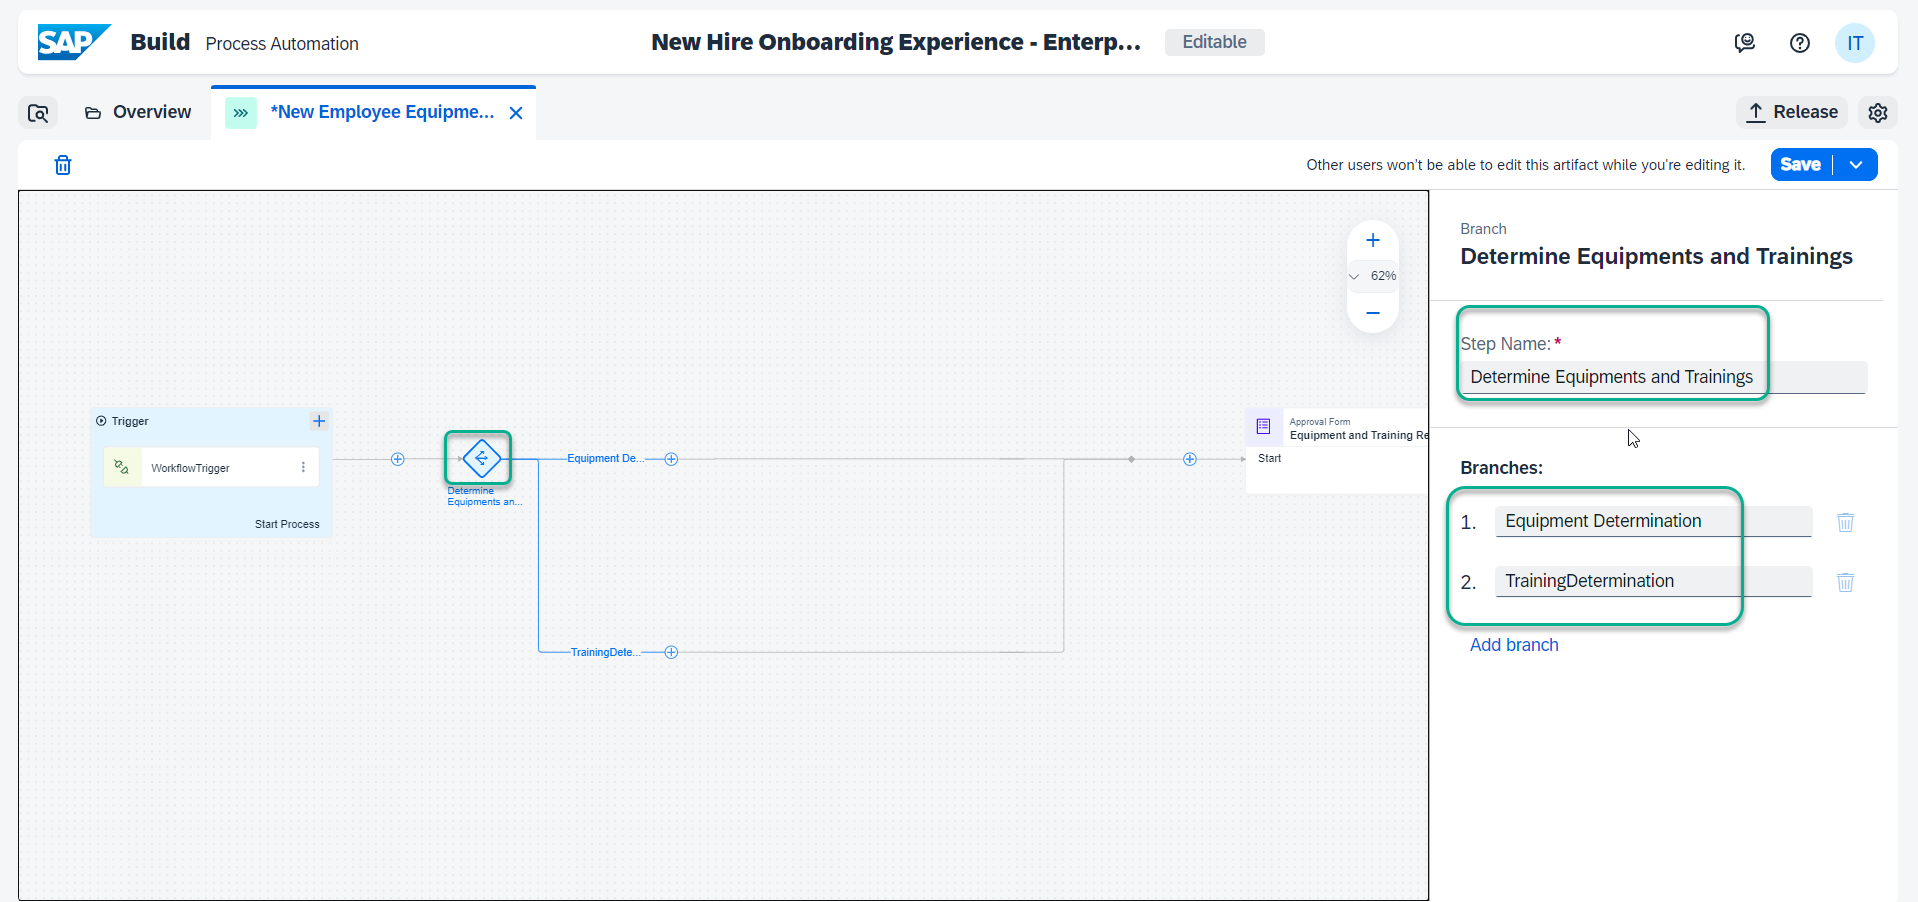 SAP Build Process Automation New Hire Onboarding Experience - Enterp... Editable IT
Overview *New Employee Equipme... Release
Other users won't be able to edit this artifact while you're editing it. Save
Branch
Determine Equipments and Trainings
62%
Step Name: *
Determine Equipments and Trainings
Trigger
WorkflowTrigger
Start Process
Determine
Equipments an...
Equipment De...
TrainingDete...
Approval Form
Equipment and Training Re
Start
Branches:
1. Equipment Determination
2. TrainingDetermination
Add branch